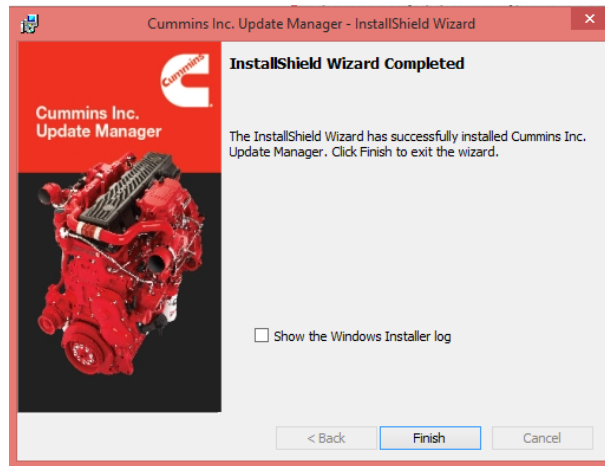 Cummins Inc. Update Manager - InstallShield Wizard
InstallShield Wizard Completed
Cummins
Cummins Inc.
Update Manager
The InstallShield Wizard has successfully installed Cummins Inc.
Update Manager. Click Finish to exit the wizard.
Show the Windows Installer log
< Back
Finish
Cancel